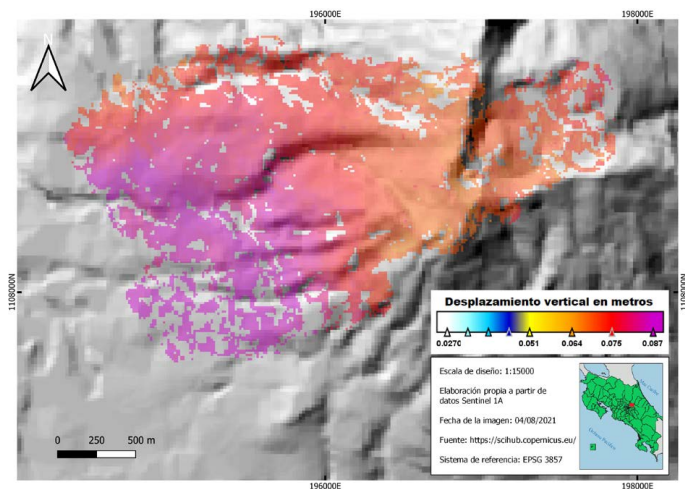 196000E
198000E
N
1108000N
1108000N
Desplazamiento vertical en metros
0.0270
0.051
0.064
0.075
0.087
Escala de diseño: 1:15000
Elaboración propia a partir de
datos Sentinel 1A
Fecha de la imagen: 04/08/2021
Fuente: https://scihub.copernicus.eu/
Sistema de referencia: EPSG 3857
0 250 500 m
196000E
198000E